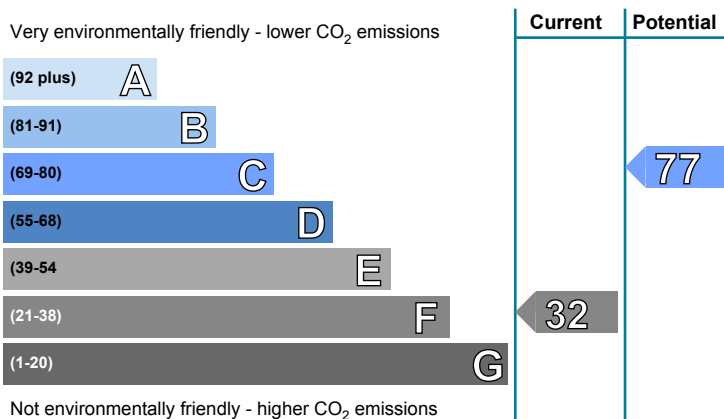 Current Potential
Very environmentally friendly - lower CO2 emissions
(92 plus) A
(81-91) B
(69-80) C
77
(55-68) D
(39-54 E
(21-38) F
32
(1-20) G
Not environmentally friendly - higher CO2 emissions